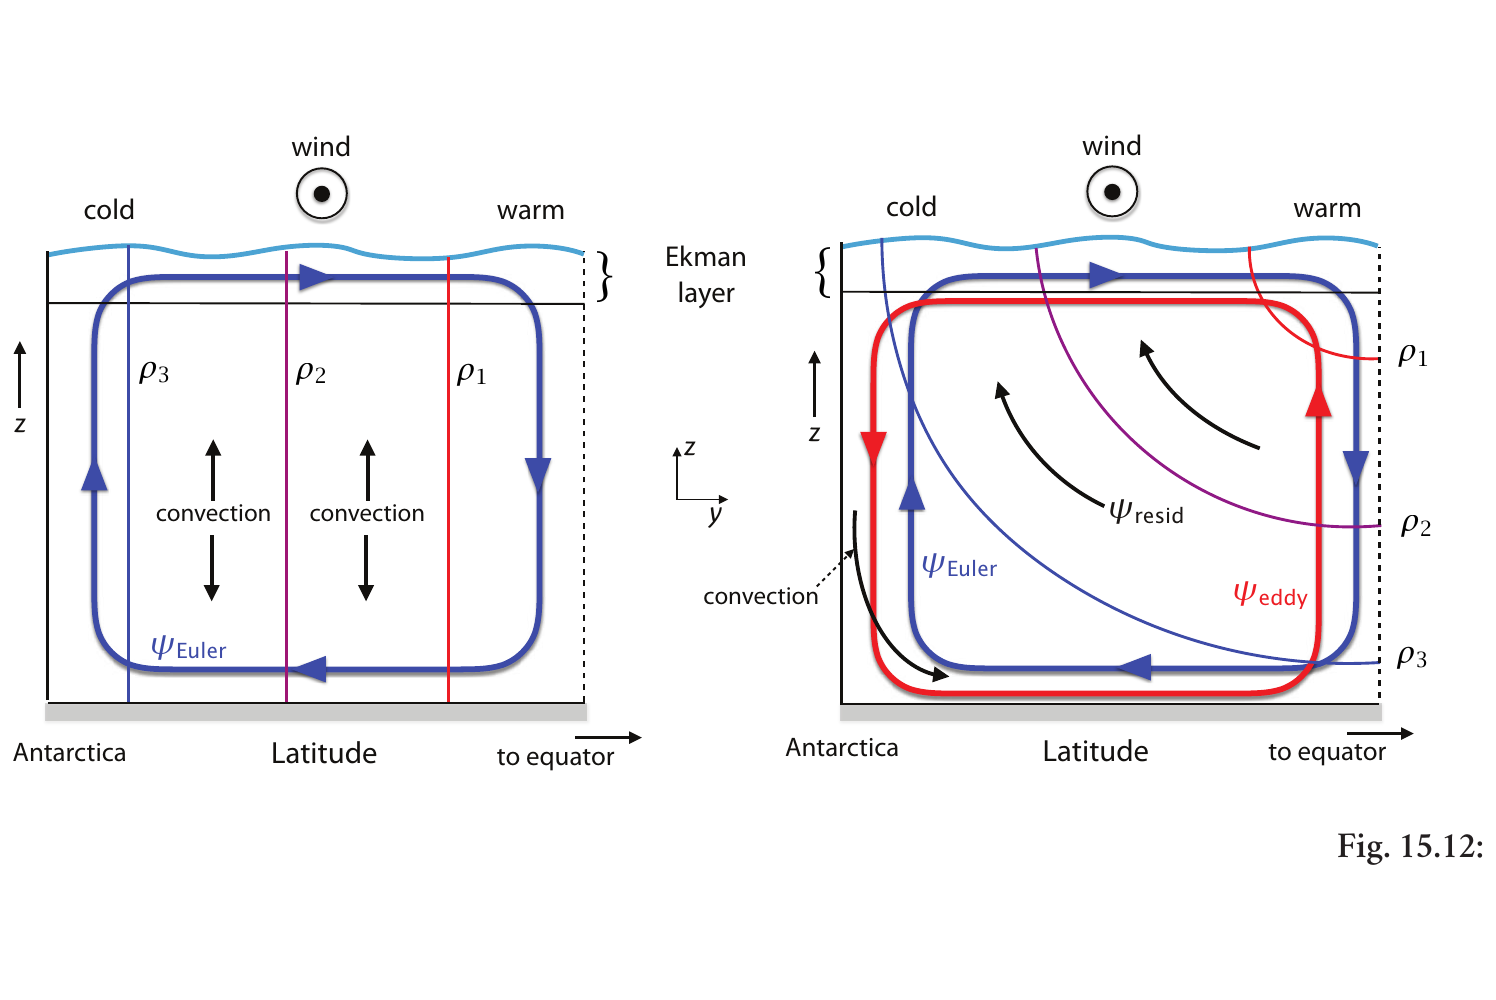 wind
cold
warm
Ekman
layer
ρ3
ρ2
ρ1
z
convection
convection
ψEuler
Antarctica
Latitude
to equator
z
y
wind
cold
warm
ρ1
z
ψresid
ρ2
ψEuler
convection
ψeddy
ρ3
Antarctica
Latitude
to equator
Fig. 15.12: